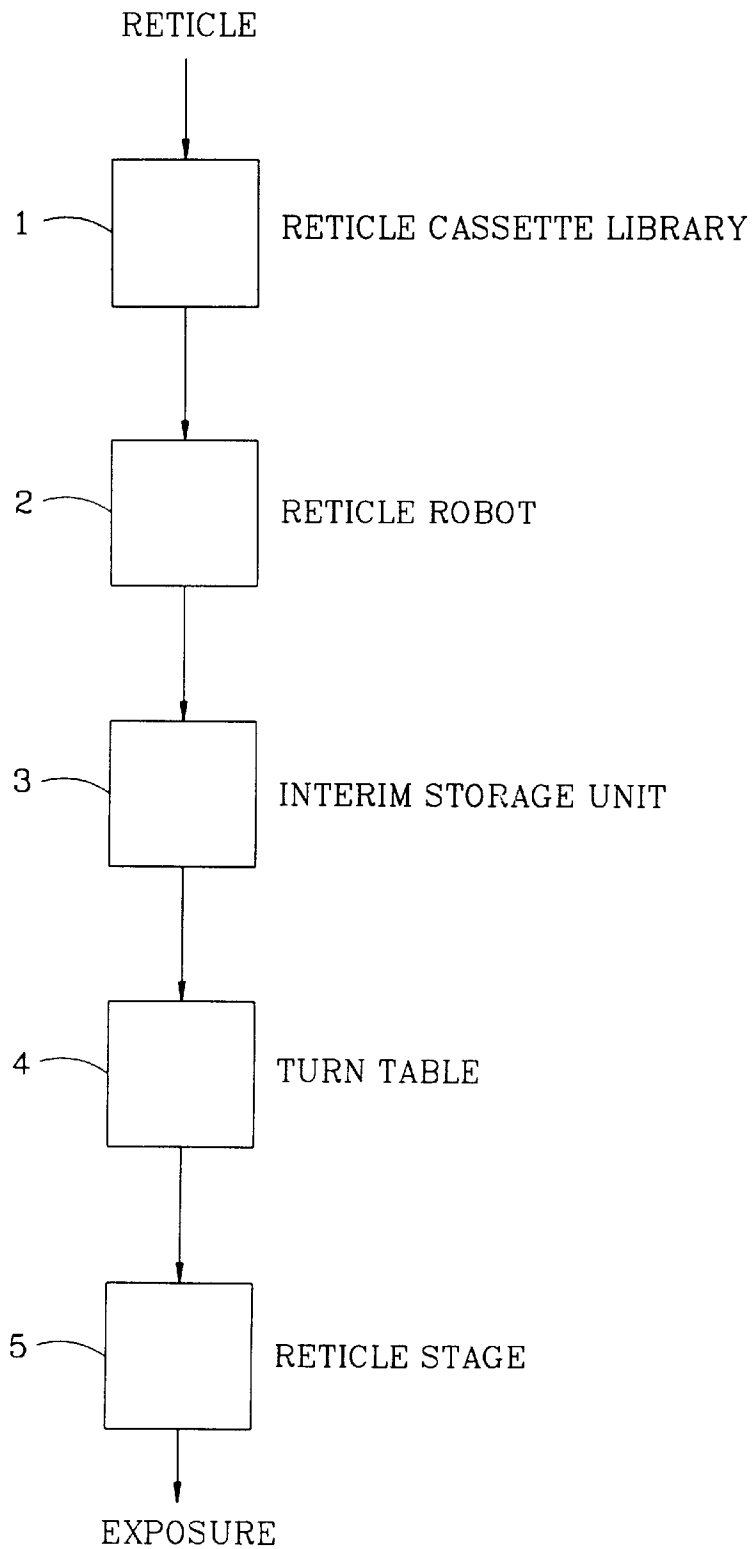 RETICLE
1 RETICLE CASSETTE LIBRARY
2 RETICLE ROBOT
3 INTERIM STORAGE UNIT
4 TURN TABLE
5 RETICLE STAGE
EXPOSURE